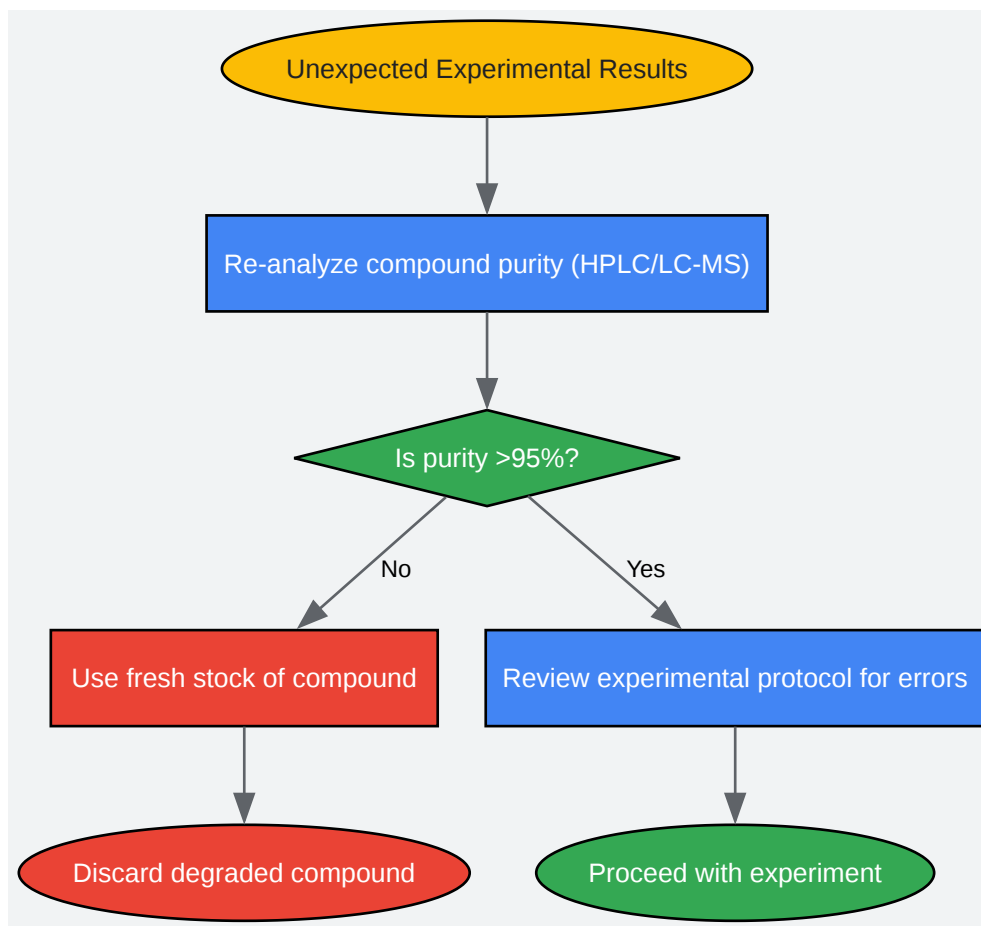 Unexpected Experimental Results
Re-analyze compound purity (HPLC/LC-MS)
Is purity >95%?
No
Yes
Use fresh stock of compound
Review experimental protocol for errors
Discard degraded compound
Proceed with experiment